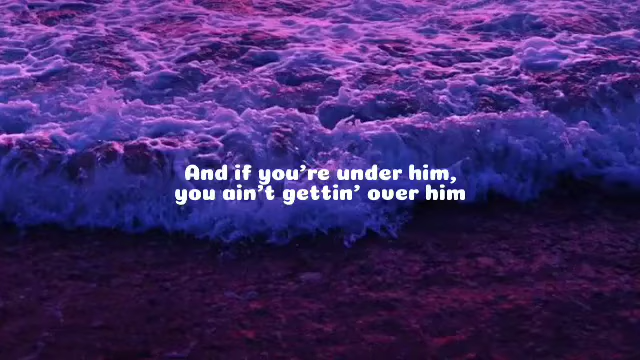 And if you’re under him,
you ain’t gettin’ over him